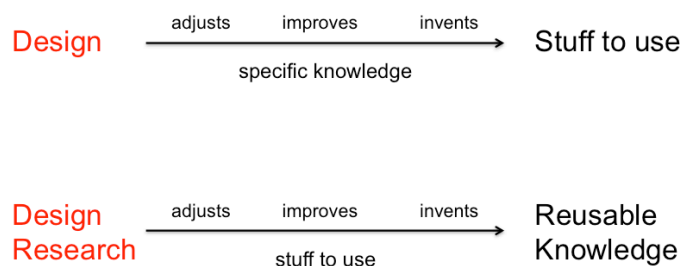 adjusts improves invents
Design Stuff to use
specific knowledge
adjusts improves invents
Design Reusable
Research Knowledge
stuff to use